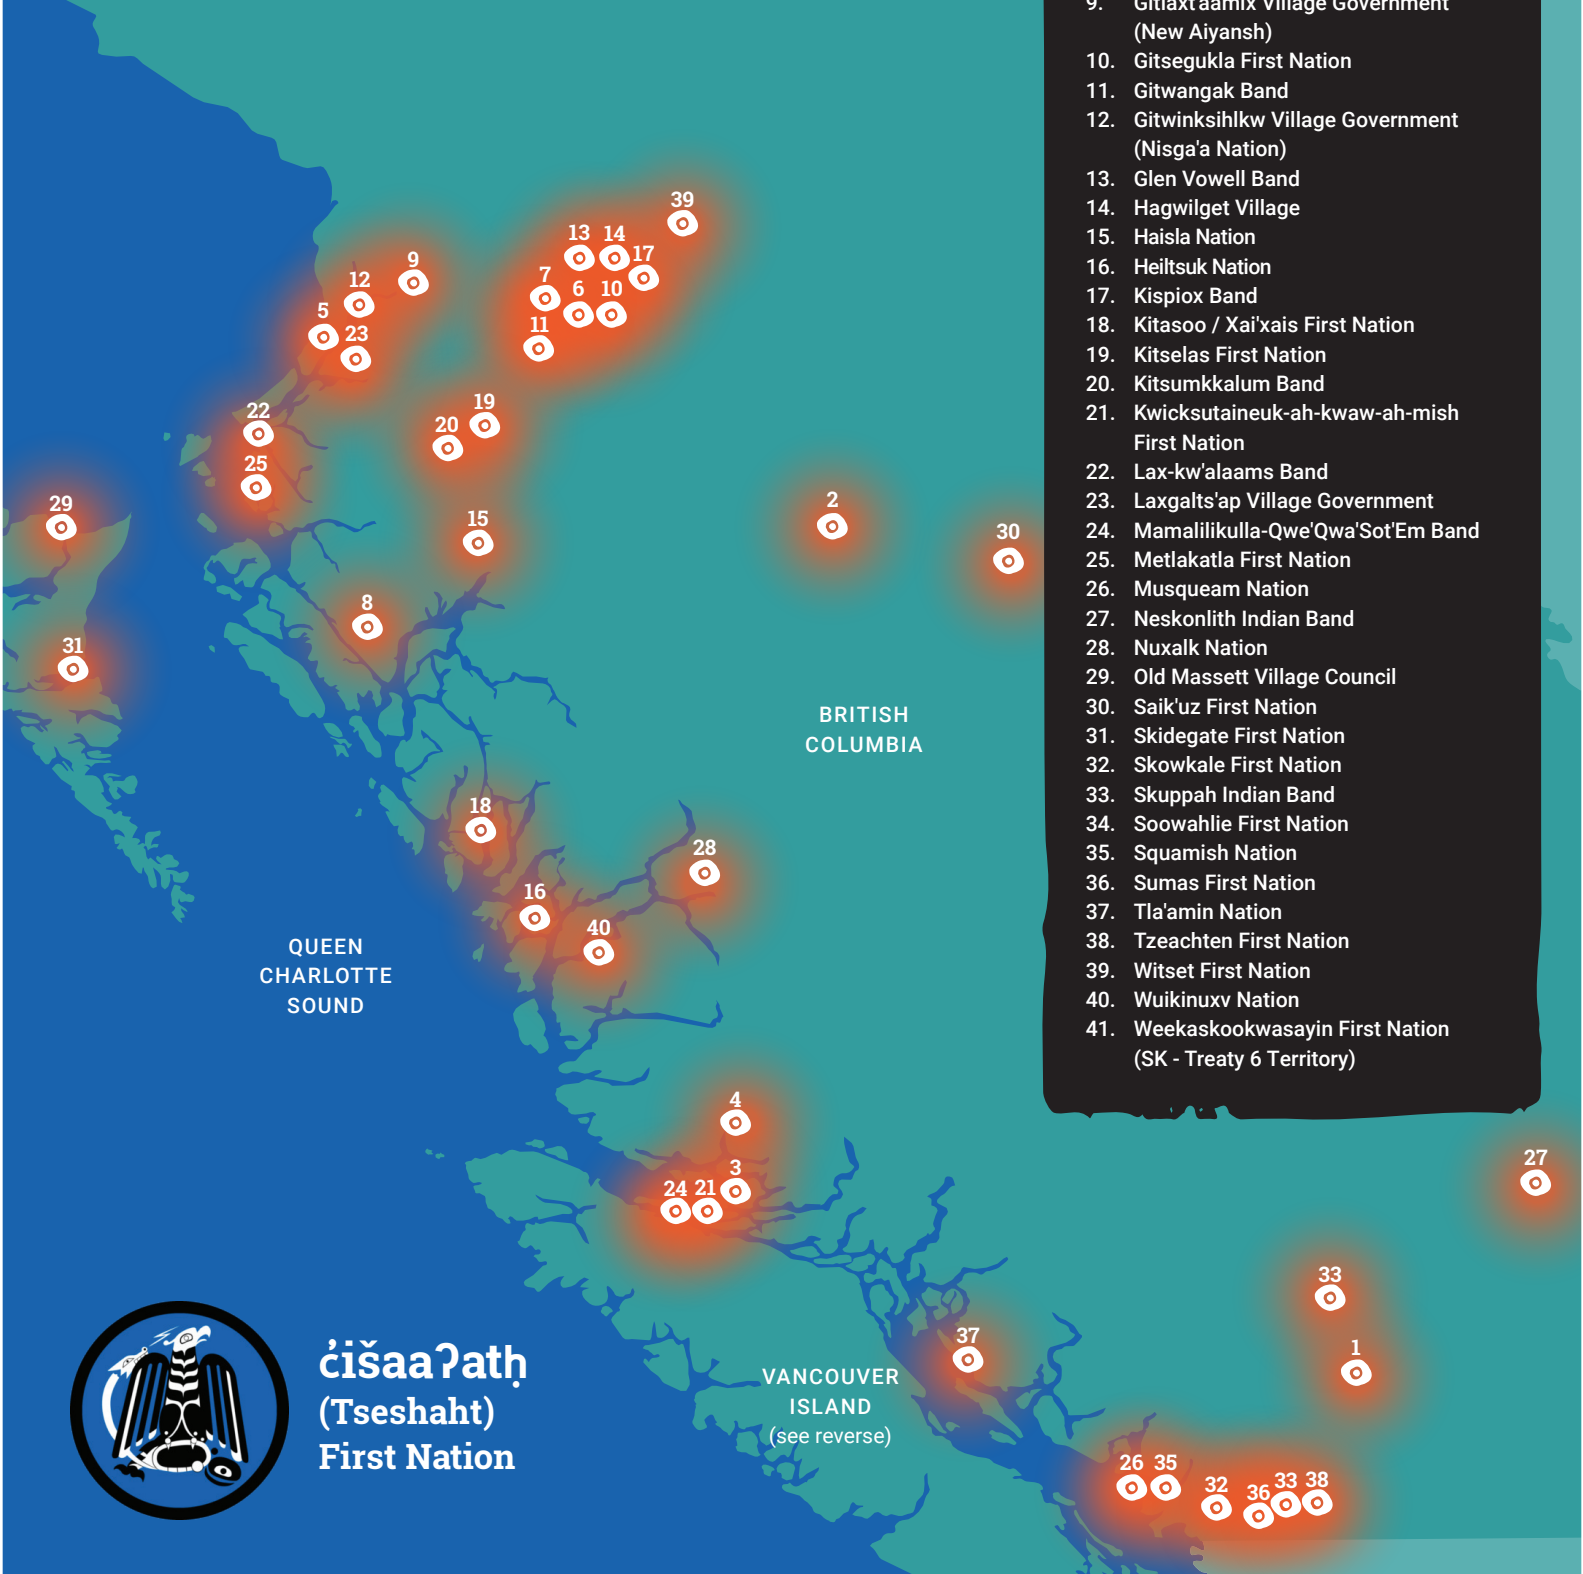 9. Gitlaxt'aamix Village Government
(New Aiyansh)
10. Gitsegukla First Nation
11. Gitwangak Band
12. Gitwinksihlkw Village Government
(Nisga'a Nation)
13. Glen Vowell Band
14. Hagwilget Village
15. Haisla Nation
16. Heiltsuk Nation
17. Kispiox Band
18. Kitasoo / Xai'xais First Nation
19. Kitselas First Nation
20. Kitsumkkalum Band
21. Kwicksutaineuk-ah-kwaw-ah-mish
First Nation
22. Lax-kw'alaams Band
23. Laxgalts'ap Village Government
24. Mamalilikulla-Qwe'Qwa'Sot'Em Band
25. Metlakatla First Nation
26. Musqueam Nation
27. Neskonlith Indian Band
28. Nuxalk Nation
29. Old Massett Village Council
30. Saik'uz First Nation
31. Skidegate First Nation
32. Skowkale First Nation
33. Skuppah Indian Band
34. Soowahlie First Nation
35. Squamish Nation
36. Sumas First Nation
37. Tla'amin Nation
38. Tzeachten First Nation
39. Witset First Nation
40. Wuikinuxv Nation
41. Weekaskookwasayin First Nation
(SK - Treaty 6 Territory)
39
13 14
17
9
12
7
6 10
5
11
23
19
22
20
25
2
29
15
30
8
31
BRITISH
COLUMBIA
18
28
16
40
QUEEN
CHARLOTTE
SOUND
4
27
3
24 21
33
37
1
VANCOUVER
ISLAND
(see reverse)
26 35
32 36 33 38
c̓išaaʔatḥ
(Tseshaht)
First Nation